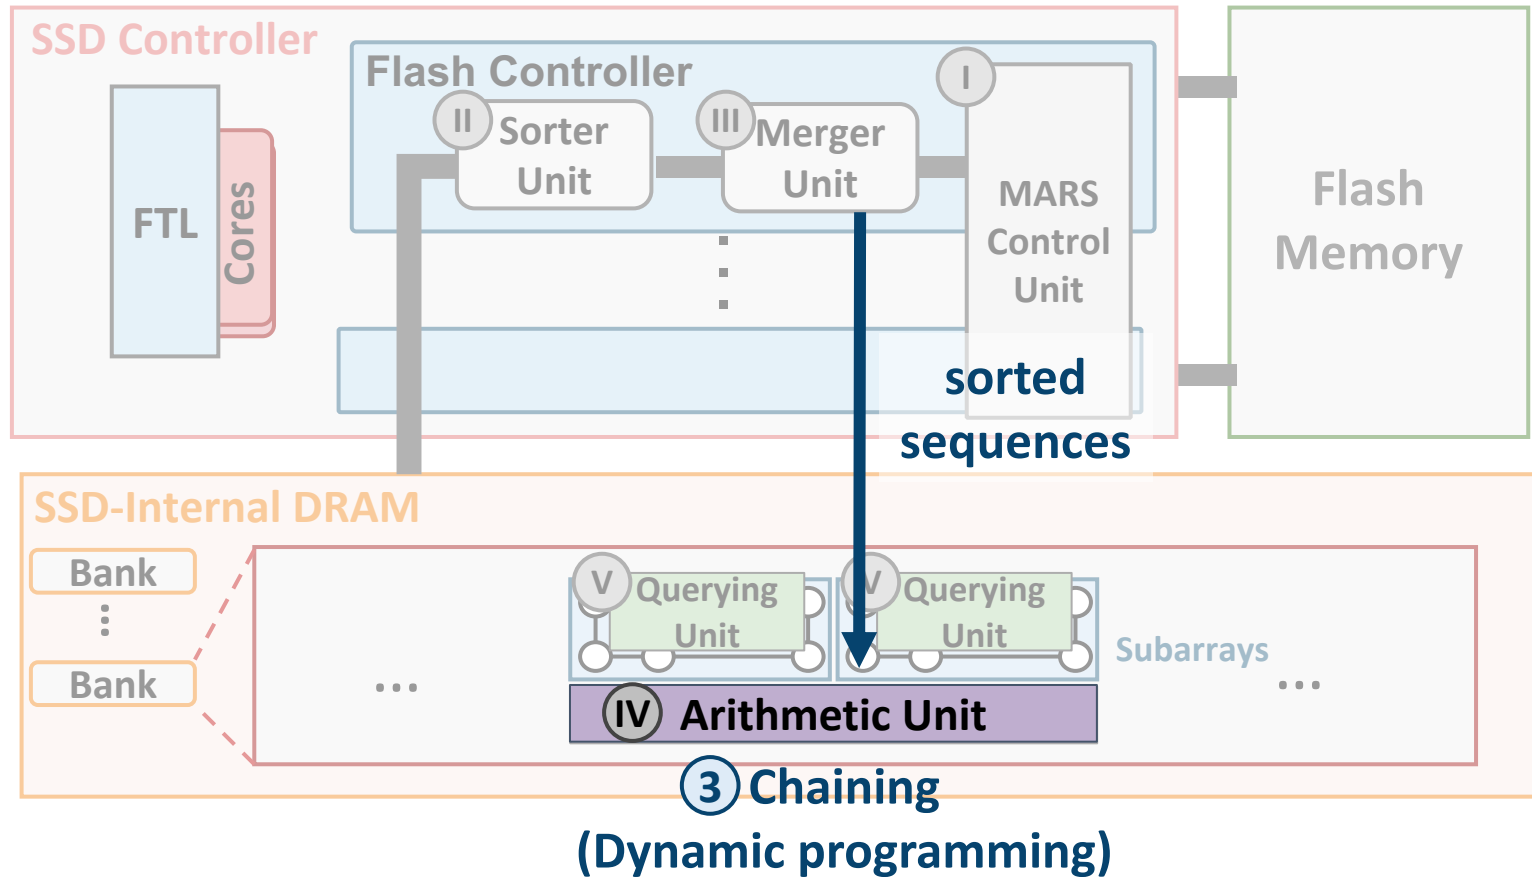 SSD Controller
Flash Controller
I
II
Sorter
Unit
III
Merger
Unit
MARS
Control
Unit
FTL
Cores
Flash
Memory
sorted
sequences
SSD-Internal DRAM
Bank
Bank
V
Querying
Unit
V
Querying
Unit
Subarrays
...
...
IV Arithmetic Unit
3 Chaining
(Dynamic programming)